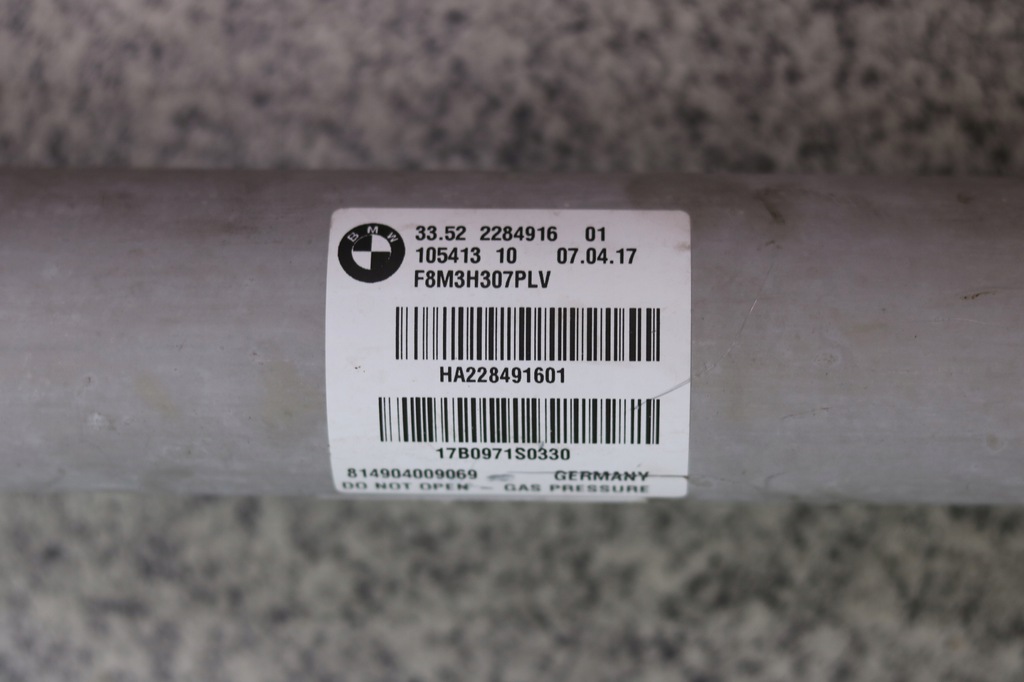 BMW
33.52 2284916 01
105413 10 07.04.17
F8M3H307PLV
HA228491601
17B0971S0330
814904009069 GERMANY
DO NOT OPEN - GAS PRESSURE